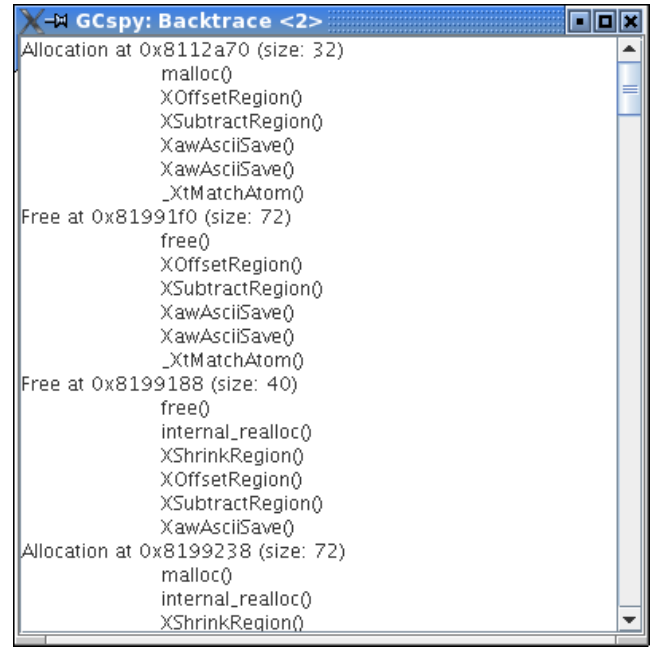 GCspy: Backtrace <2>
Allocation at 0x8112a70 (size: 32)
malloc()
XOffsetRegion()
XSubtractRegion()
XawAsciiSave()
XawAsciiSave()
_XtMatchAtom()
Free at 0x81991f0 (size: 72)
free()
XOffsetRegion()
XSubtractRegion()
XawAsciiSave()
XawAsciiSave()
_XtMatchAtom()
Free at 0x8199188 (size: 40)
free()
internal_realloc()
XShrinkRegion()
XOffsetRegion()
XSubtractRegion()
XawAsciiSave()
Allocation at 0x8199238 (size: 72)
malloc()
internal_realloc()
XShrinkRegion()